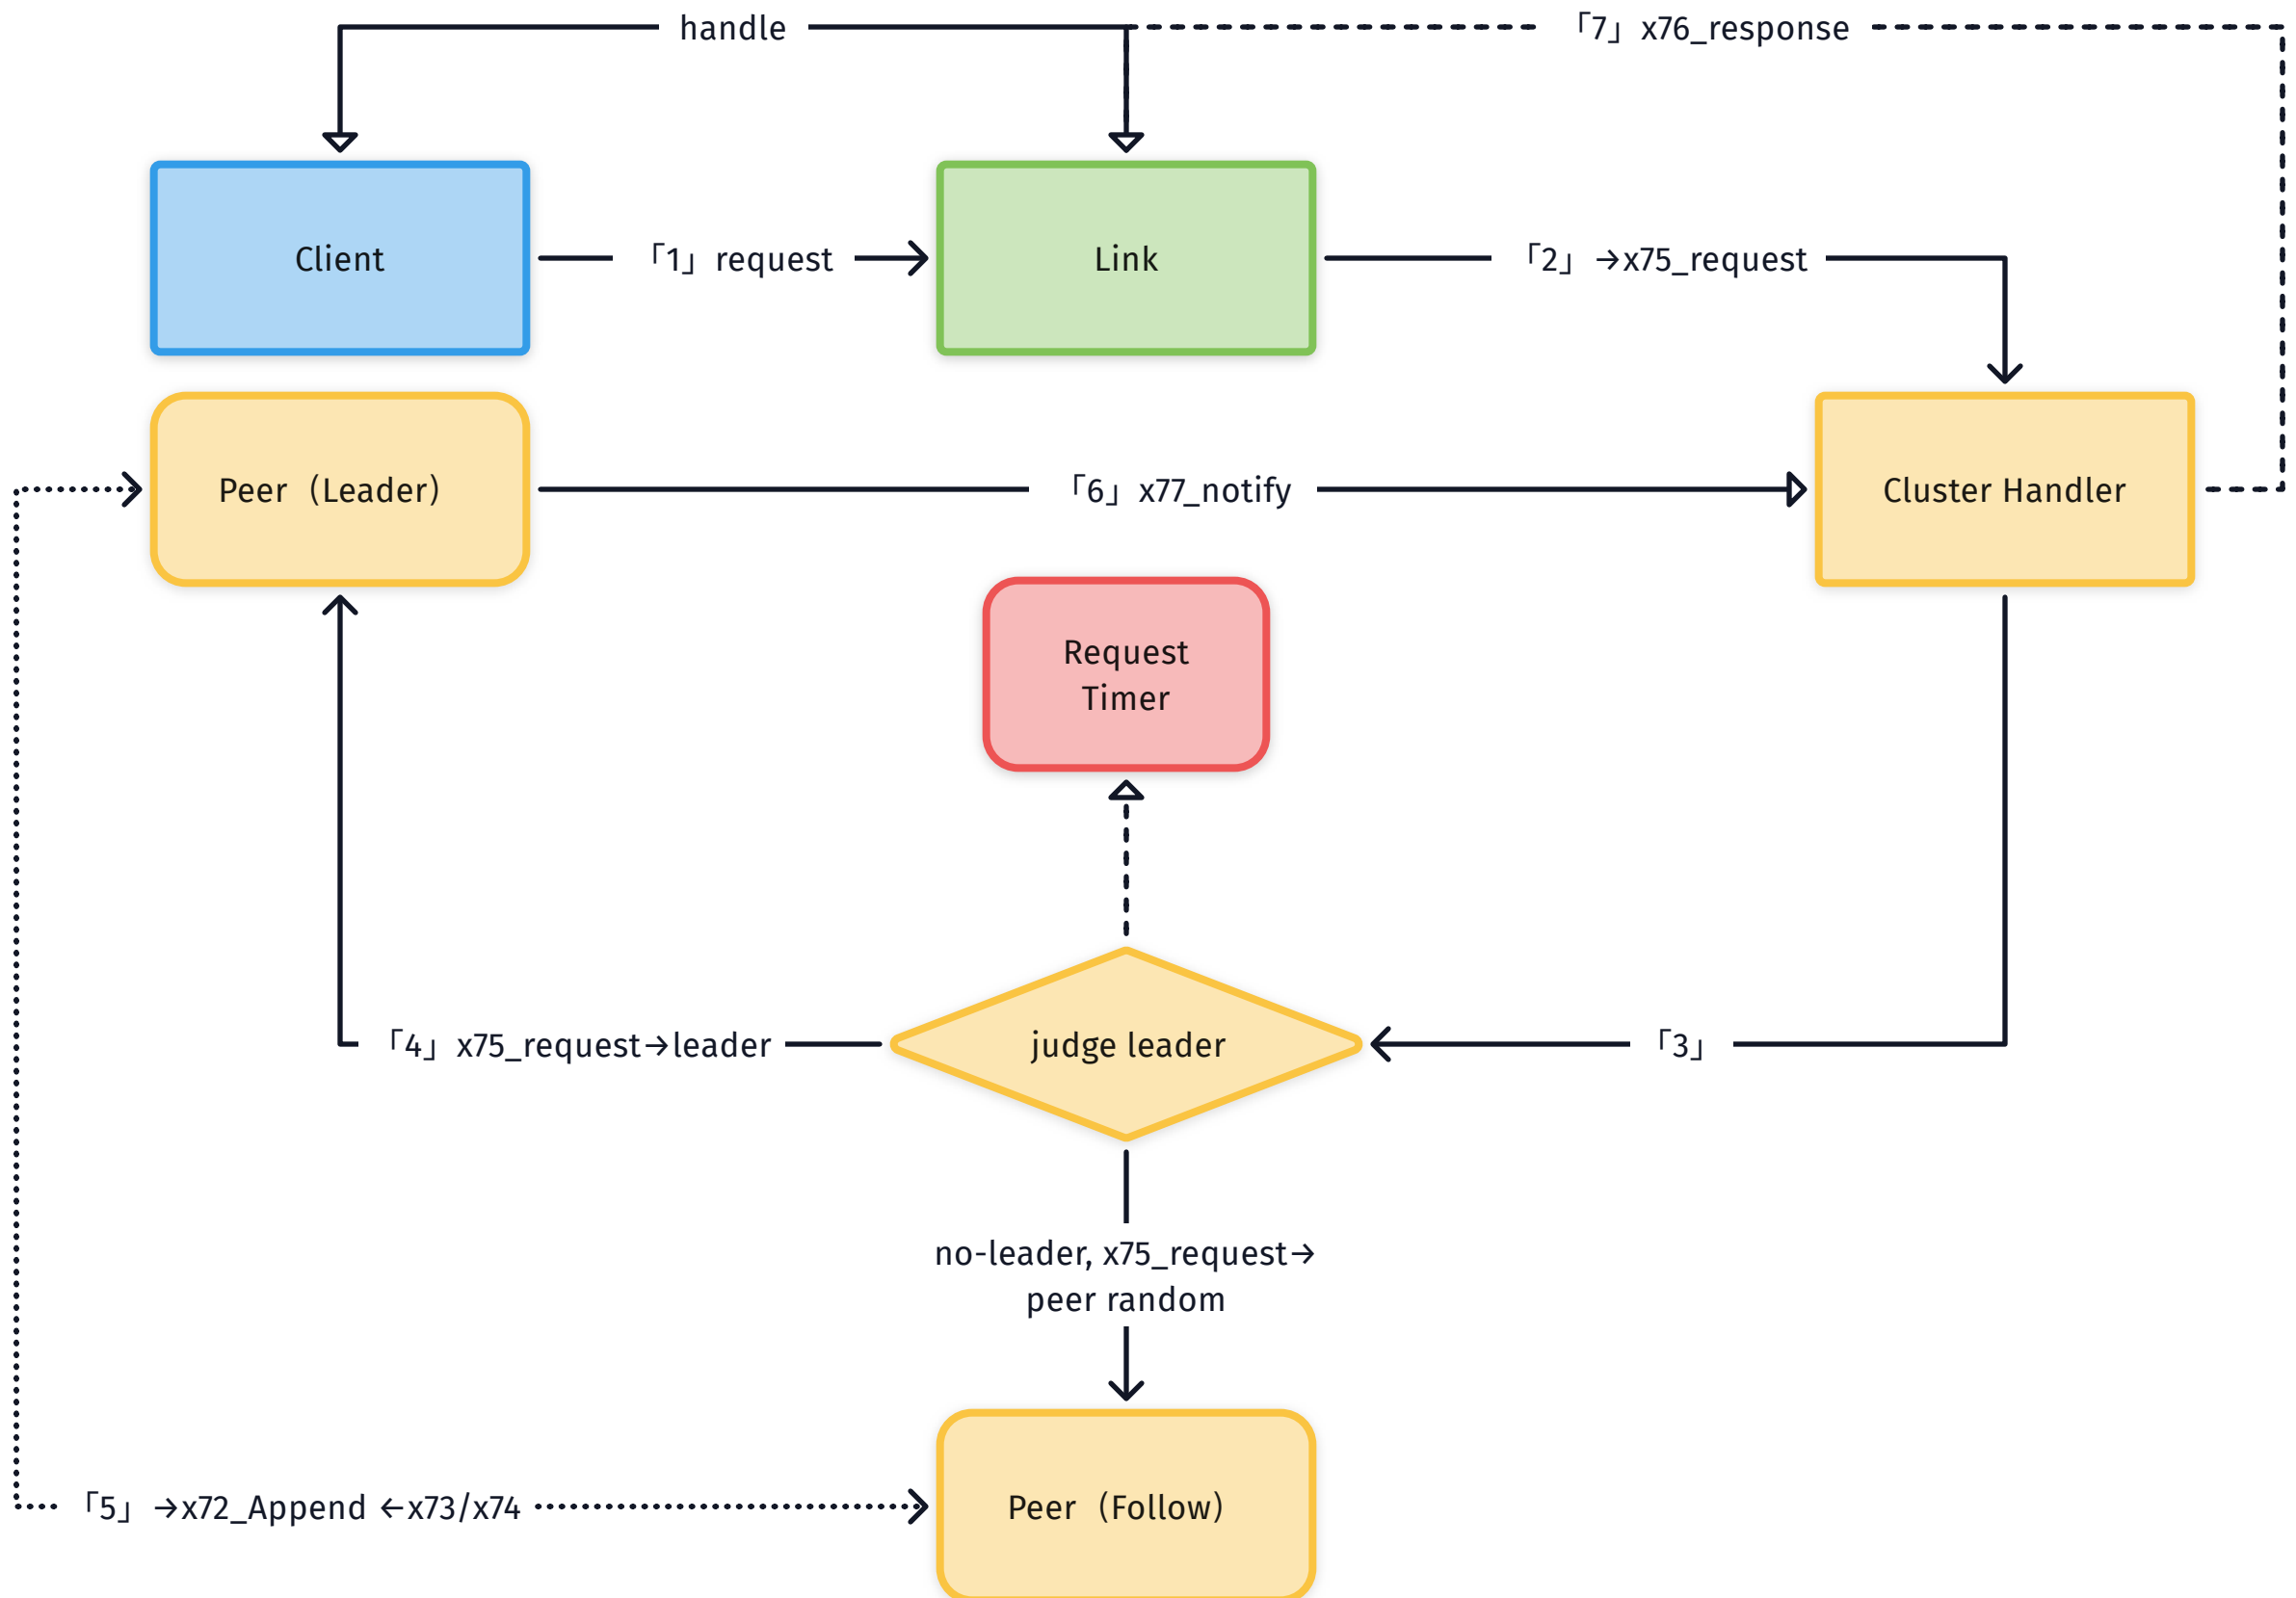 handle
「7」x76_response
Client
「1」request
Link
「2」→x75_request
Peer（Leader）
「6」x77_notify
Cluster Handler
Request
Timer
「4」x75_request→leader
judge leader
「3」
no-leader, x75_request→
peer random
「5」→x72_Append ←x73/x74
Peer（Follow）